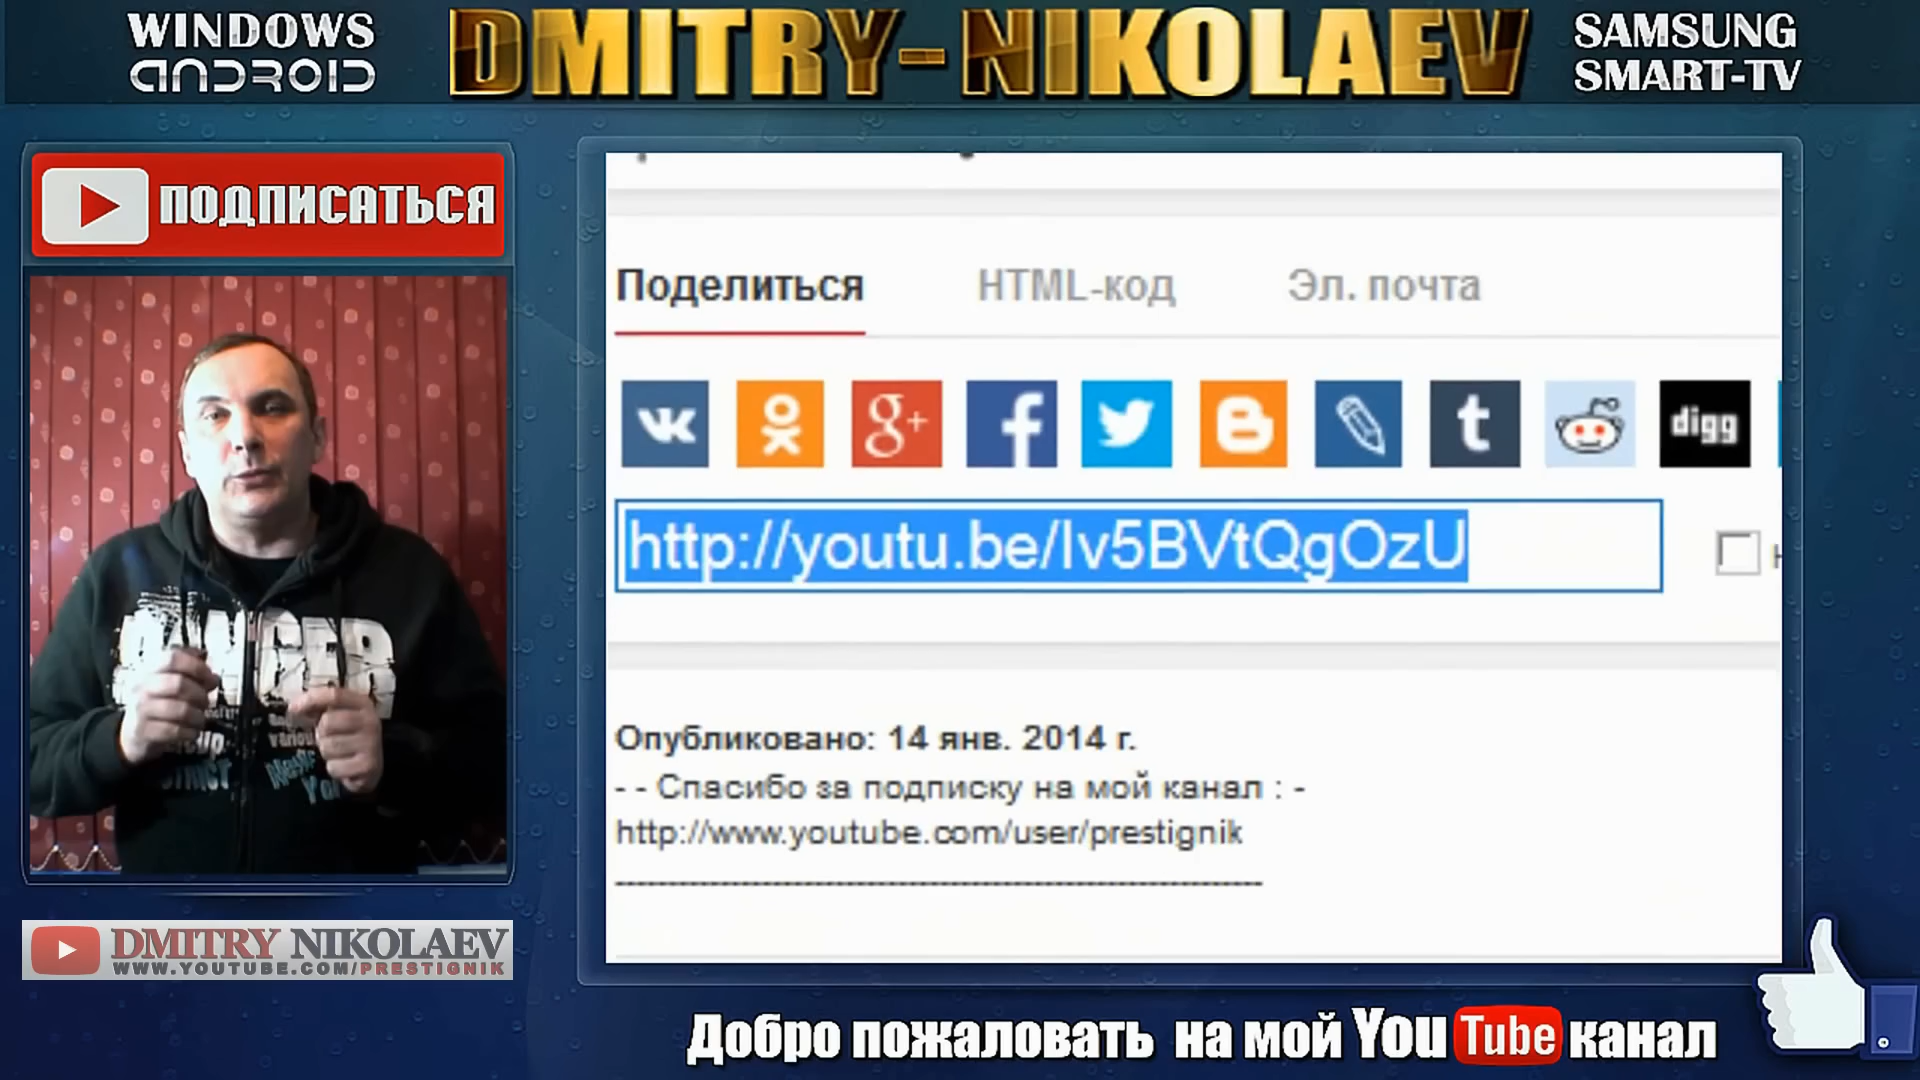 WINDOWS
ANDROID
DMITRY-NIKOLAEV
SAMSUNG
SMART-TV
ПОДПИСАТЬСЯ
Поделиться
HTML-код
Эл. почта
digg
http://youtu.be/Iv5BVtQgOzU
Опубликовано: 14 янв. 2014 г.
- - Спасибо за подписку на мой канал : -
http://www.youtube.com/user/prestignik
DANGER
DMITRY NIKOLAEV
WWW.YOUTUBE.COM/PRESTIGNIK
Добро пожаловать на мой YouTube канал